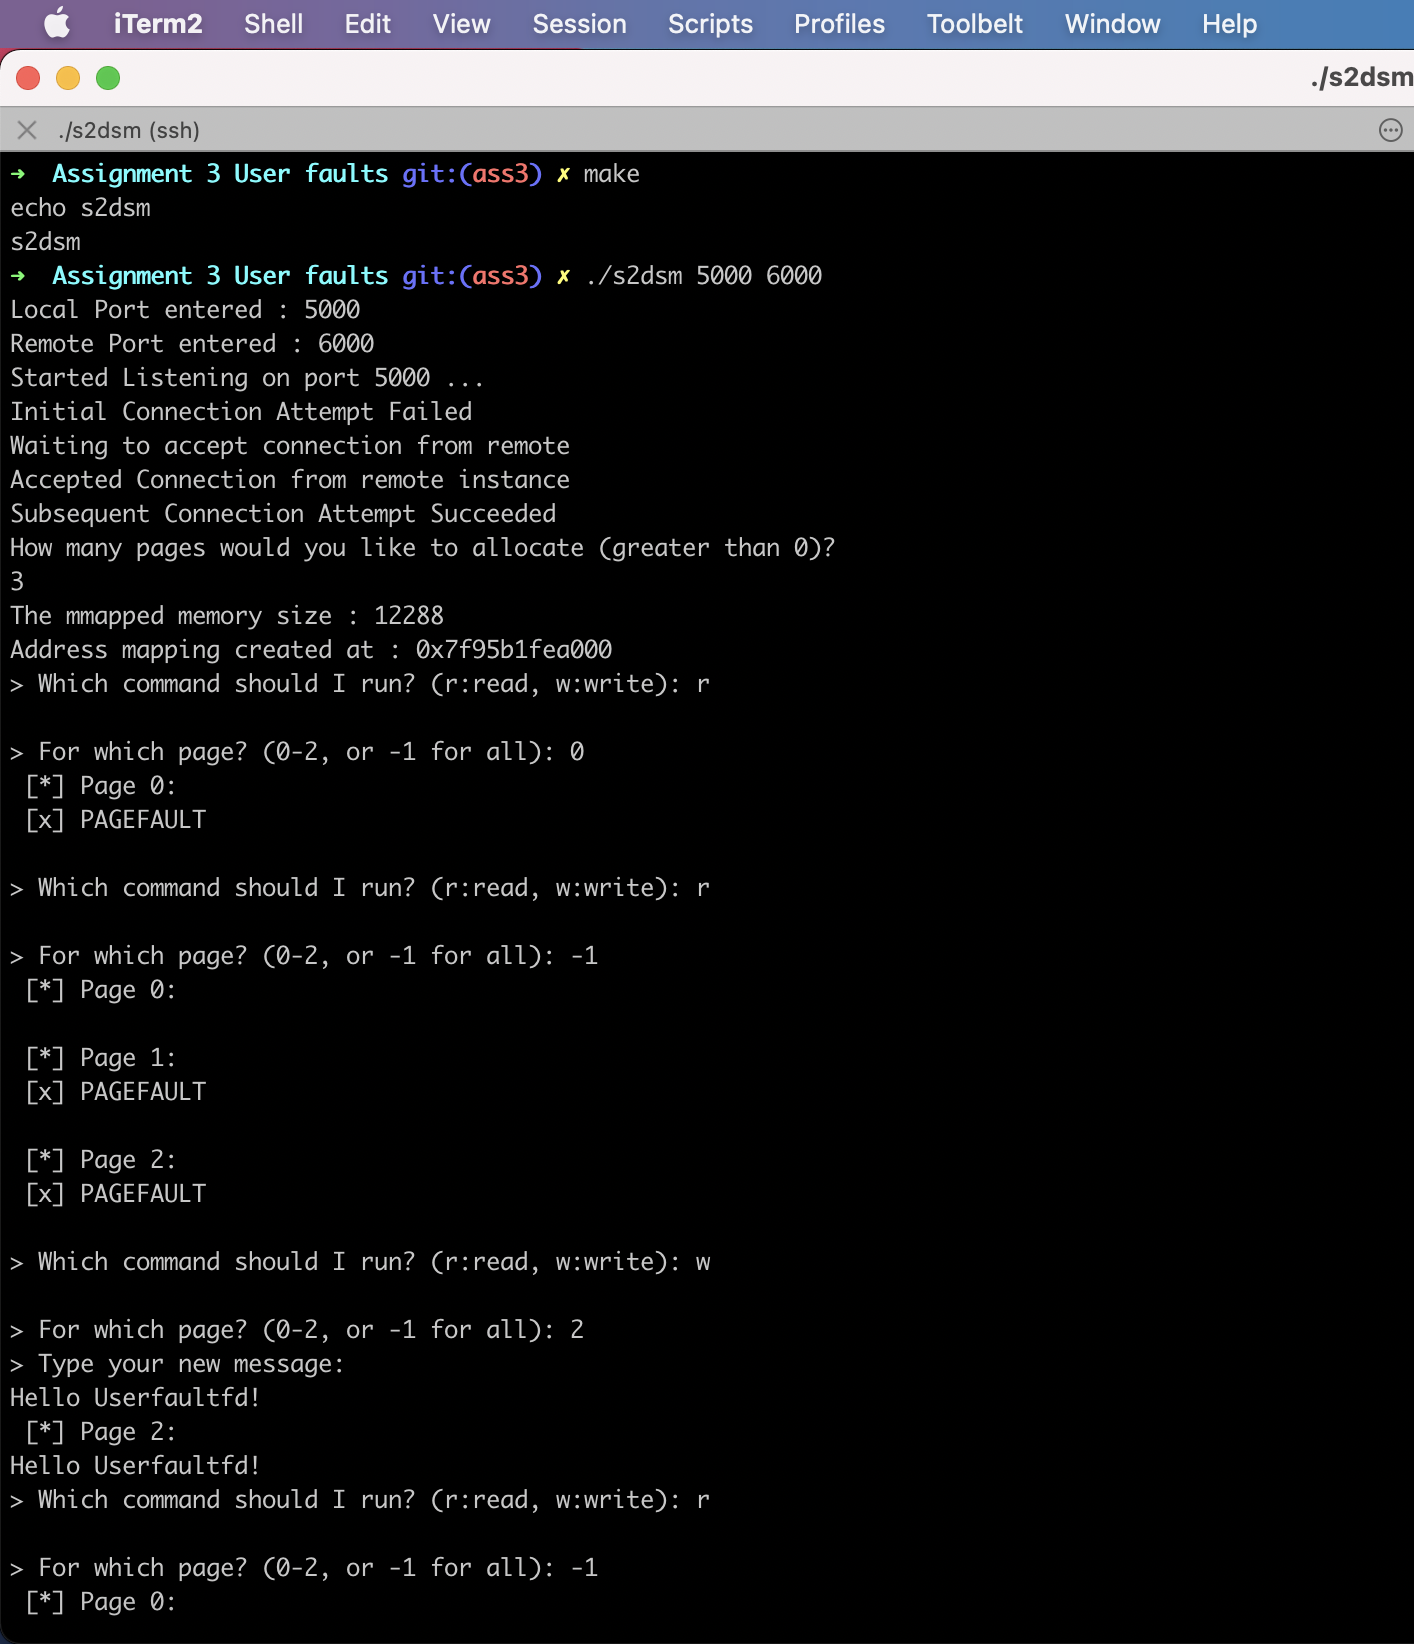 iTerm2 Shell Edit View Session Scripts Profiles Toolbelt Window Help
./s2dsm
./s2dsm (ssh)
➜  Assignment 3 User faults git:(ass3) ✗ make
echo s2dsm
s2dsm
➜  Assignment 3 User faults git:(ass3) ✗ ./s2dsm 5000 6000
Local Port entered : 5000
Remote Port entered : 6000
Started Listening on port 5000 ...
Initial Connection Attempt Failed
Waiting to accept connection from remote
Accepted Connection from remote instance
Subsequent Connection Attempt Succeeded
How many pages would you like to allocate (greater than 0)?
3
The mmapped memory size : 12288
Address mapping created at : 0x7f95b1fea000
> Which command should I run? (r:read, w:write): r
> For which page? (0-2, or -1 for all): 0
 [*] Page 0:
 [x] PAGEFAULT
> Which command should I run? (r:read, w:write): r
> For which page? (0-2, or -1 for all): -1
 [*] Page 0:
 [*] Page 1:
 [x] PAGEFAULT
 [*] Page 2:
 [x] PAGEFAULT
> Which command should I run? (r:read, w:write): w
> For which page? (0-2, or -1 for all): 2
> Type your new message:
Hello Userfaultfd!
 [*] Page 2:
Hello Userfaultfd!
> Which command should I run? (r:read, w:write): r
> For which page? (0-2, or -1 for all): -1
 [*] Page 0: